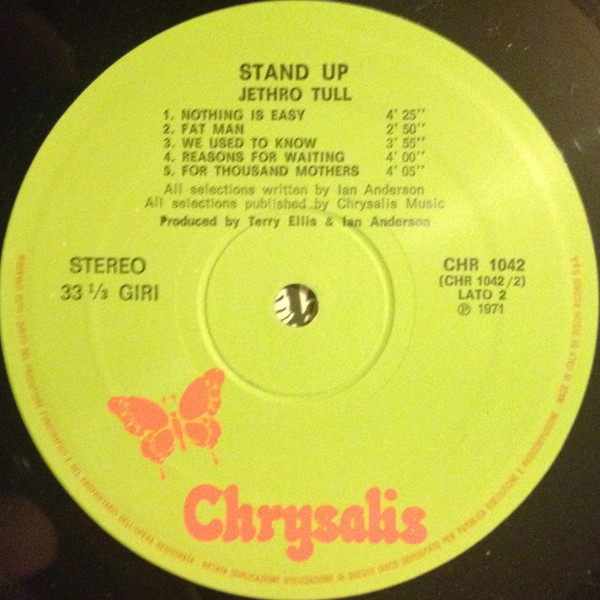 STAND UP
JETHRO TULL
1. NOTHING IS EASY 4' 25''
2. FAT MAN 2' 50''
3. WE USED TO KNOW 3' 55''
4. REASONS FOR WAITING 4' 00''
5. FOR THOUSAND MOTHERS 4' 05''
All selections written by Ian Anderson
All selections published by Chrysalis Music
Produced by Terry Ellis & Ian Anderson
STEREO
33 1/3 GIRI
CHR 1042
(CHR 1042/2)
LATO 2
℗ 1971
Chrysalis
MADE IN ITALY